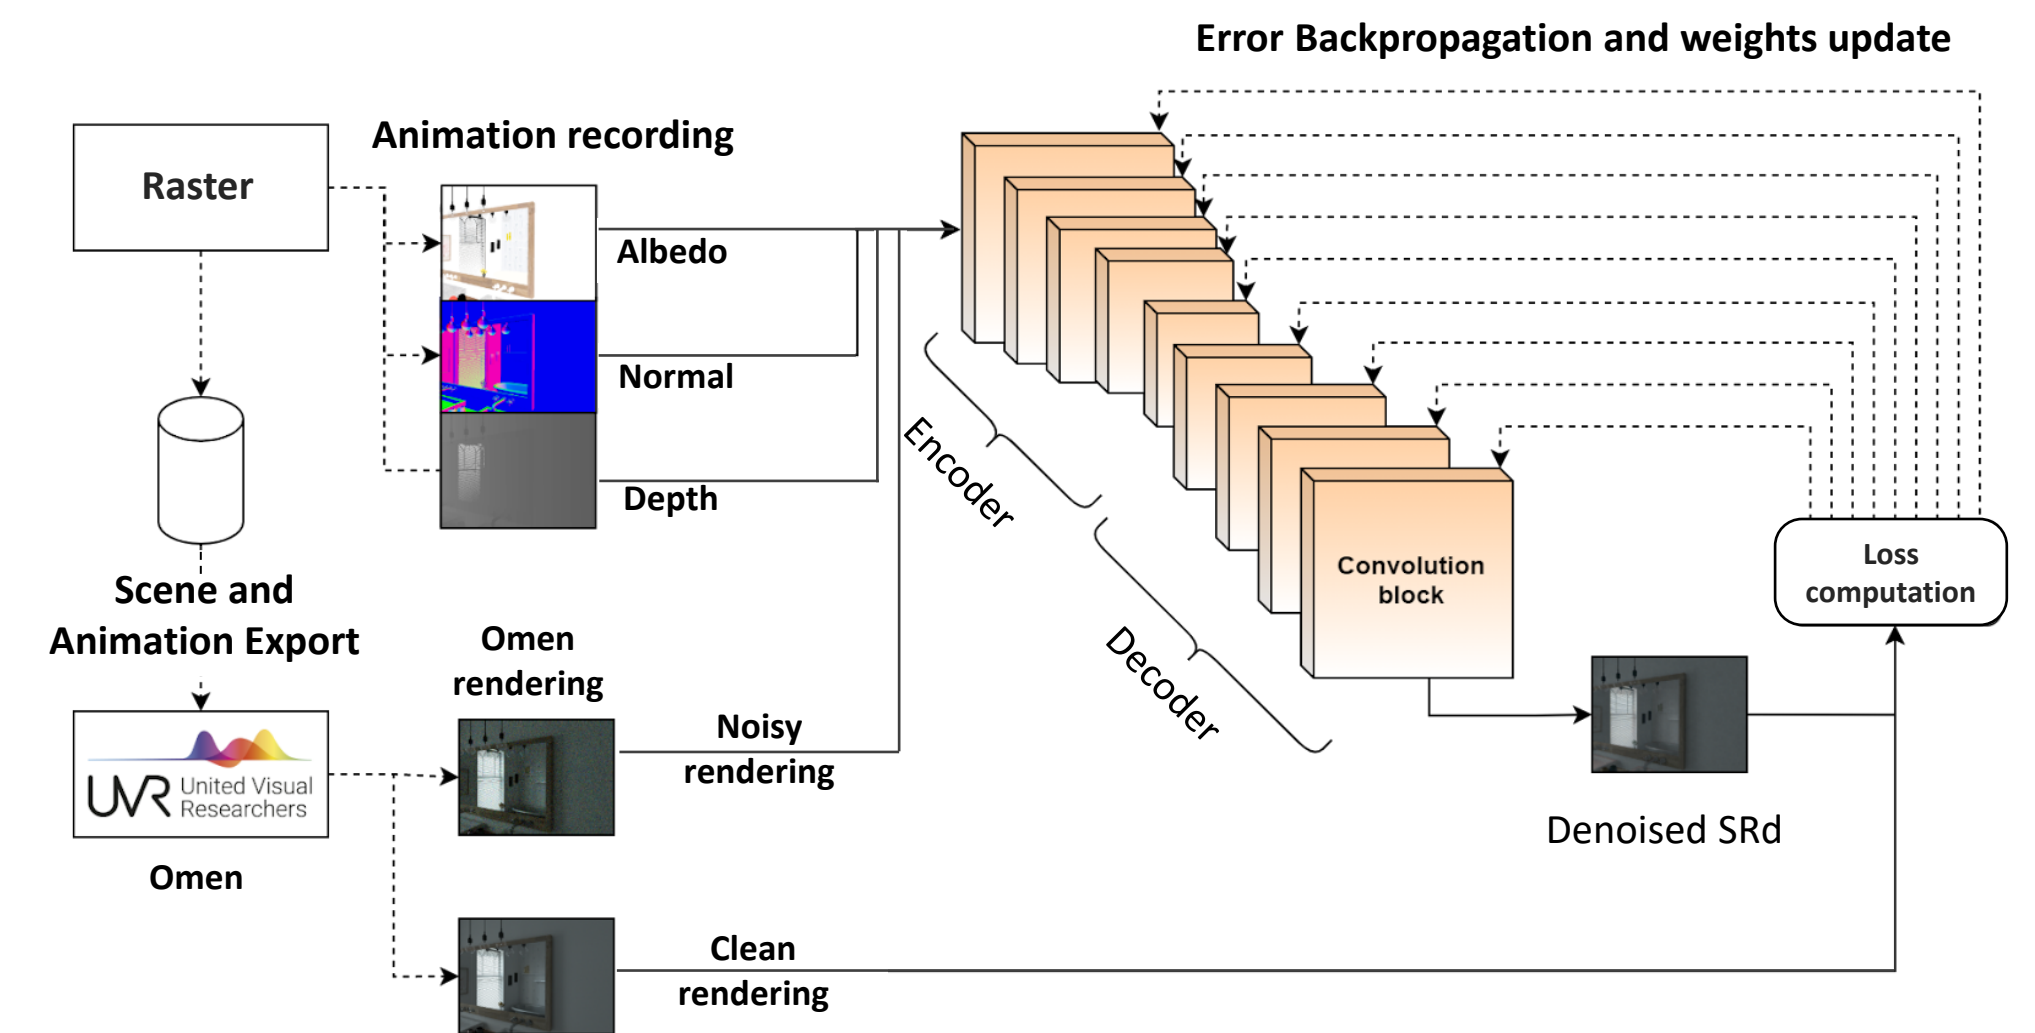 Error Backpropagation and weights update
Animation recording
Raster
Albedo
Normal
Depth
Encoder
Decoder
Convolution
block
Loss
computation
Scene and
Animation Export
Omen
rendering
Noisy
rendering
UVR United Visual
Researchers
Omen
Denoised SRd
Clean
rendering